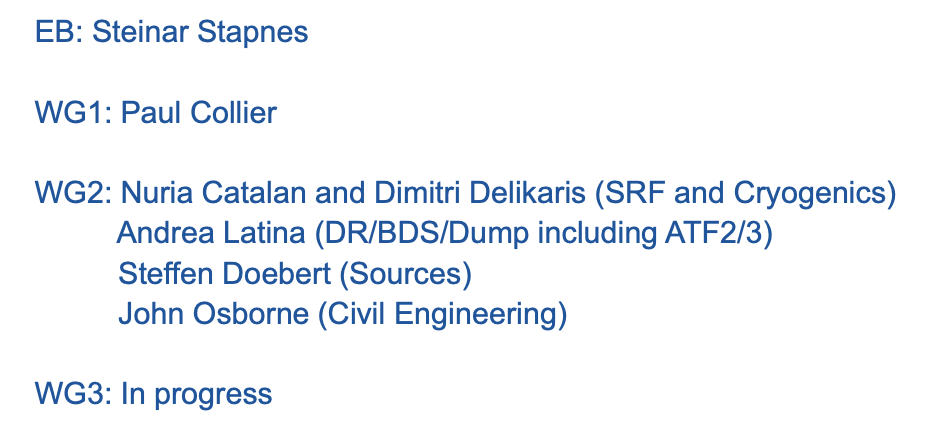 EB: Steinar Stapnes
WG1: Paul Collier
WG2: Nuria Catalan and Dimitri Delikaris (SRF and Cryogenics)
Andrea Latina (DR/BDS/Dump including ATF2/3)
Steffen Doebert (Sources)
John Osborne (Civil Engineering)
WG3: In progress